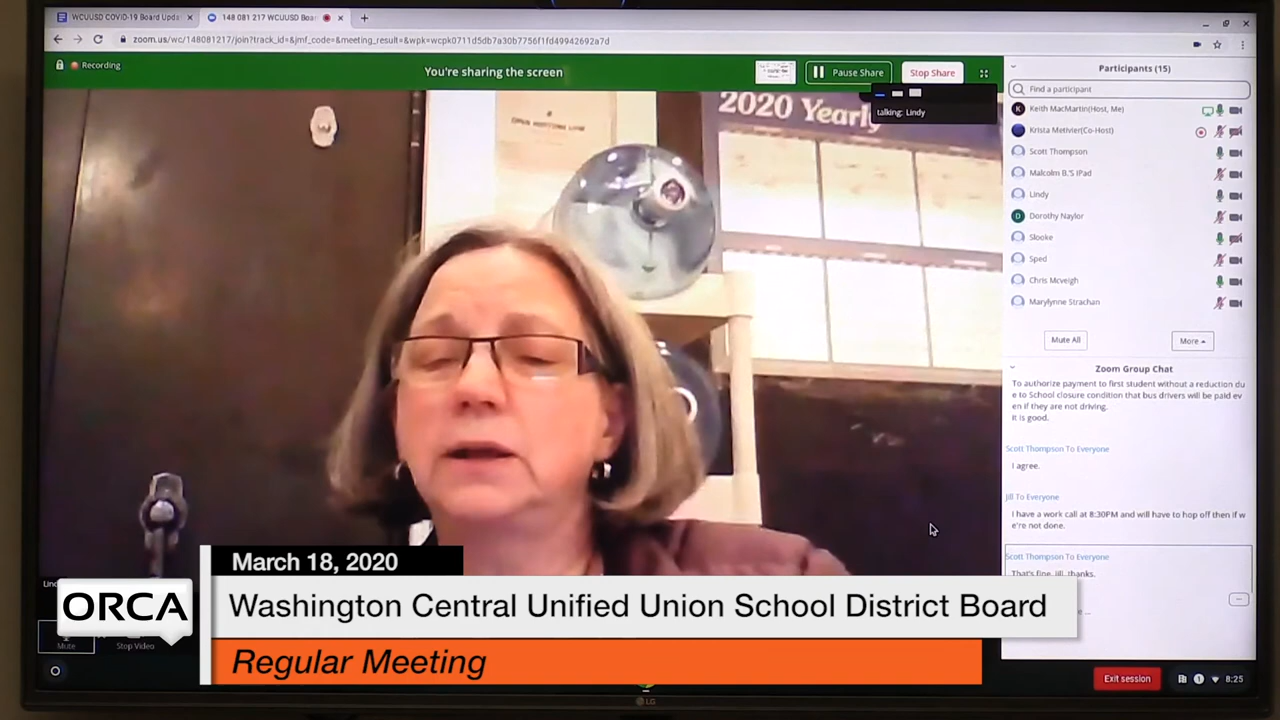 WCUUSD COVID-19 Board Upda
148 081 217 WCUUSD Boar
zoom.us/wc/148081217/join?track_id=&jmf_code=&meeting_result=&wpk=wcpk0711d5db7a30b7756f1fd49942692a7d
Recording
You're sharing the screen
Pause Share
Stop Share
talking: Lindy
2020 Yearly
Participants (15)
Find a participant
Keith MacMartin(Host, Me)
Krista Metivier(Co-Host)
Scott Thompson
Malcolm B.'S IPad
Lindy
D
Dorothy Naylor
Slooke
Sped
Chris Mcveigh
Marylynne Strachan
Mute All
More
Zoom Group Chat
To authorize payment to first student without a reduction du
e to School closure condition that bus drivers will be paid ev
en if they are not driving.
It is good.
Scott Thompson To Everyone
I agree.
Jill To Everyone
I have a work call at 8:30PM and will have to hop off then if w
e're not done.
Scott Thompson To Everyone
That's fine, Jill, thanks.
Lind
Mute
Stop Video
March 18, 2020
ORCA
Washington Central Unified Union School District Board
Regular Meeting
Exit session
1
8:25
LG